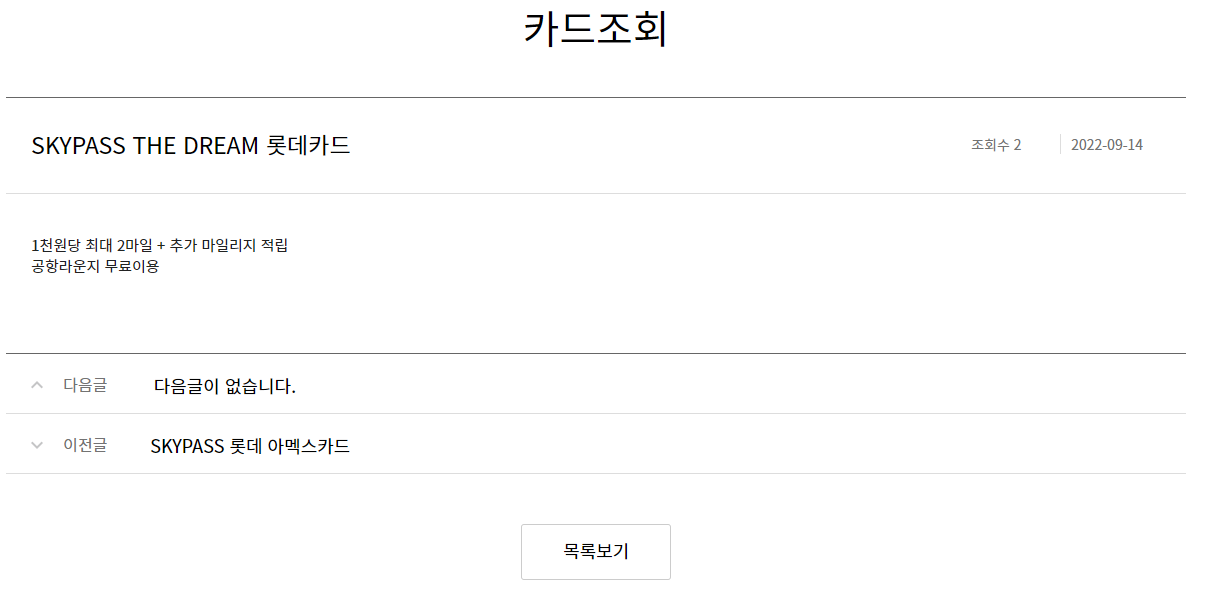 카드조회
SKYPASS THE DREAM 롯데카드
조회수 2
2022-09-14
1천원당 최대 2마일 + 추가 마일리지 적립
공항라운지 무료이용
다음글
다음글이 없습니다.
이전글
SKYPASS 롯데 아멕스카드
목록보기